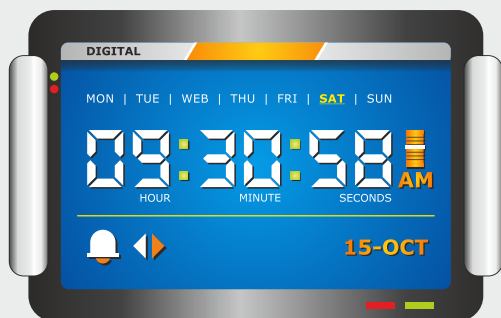 DIGITAL
MON | TUE | WEB | THU | FRI | SAT | SUN
09:30:58 AM
HOUR MINUTE SECONDS
15-OCT